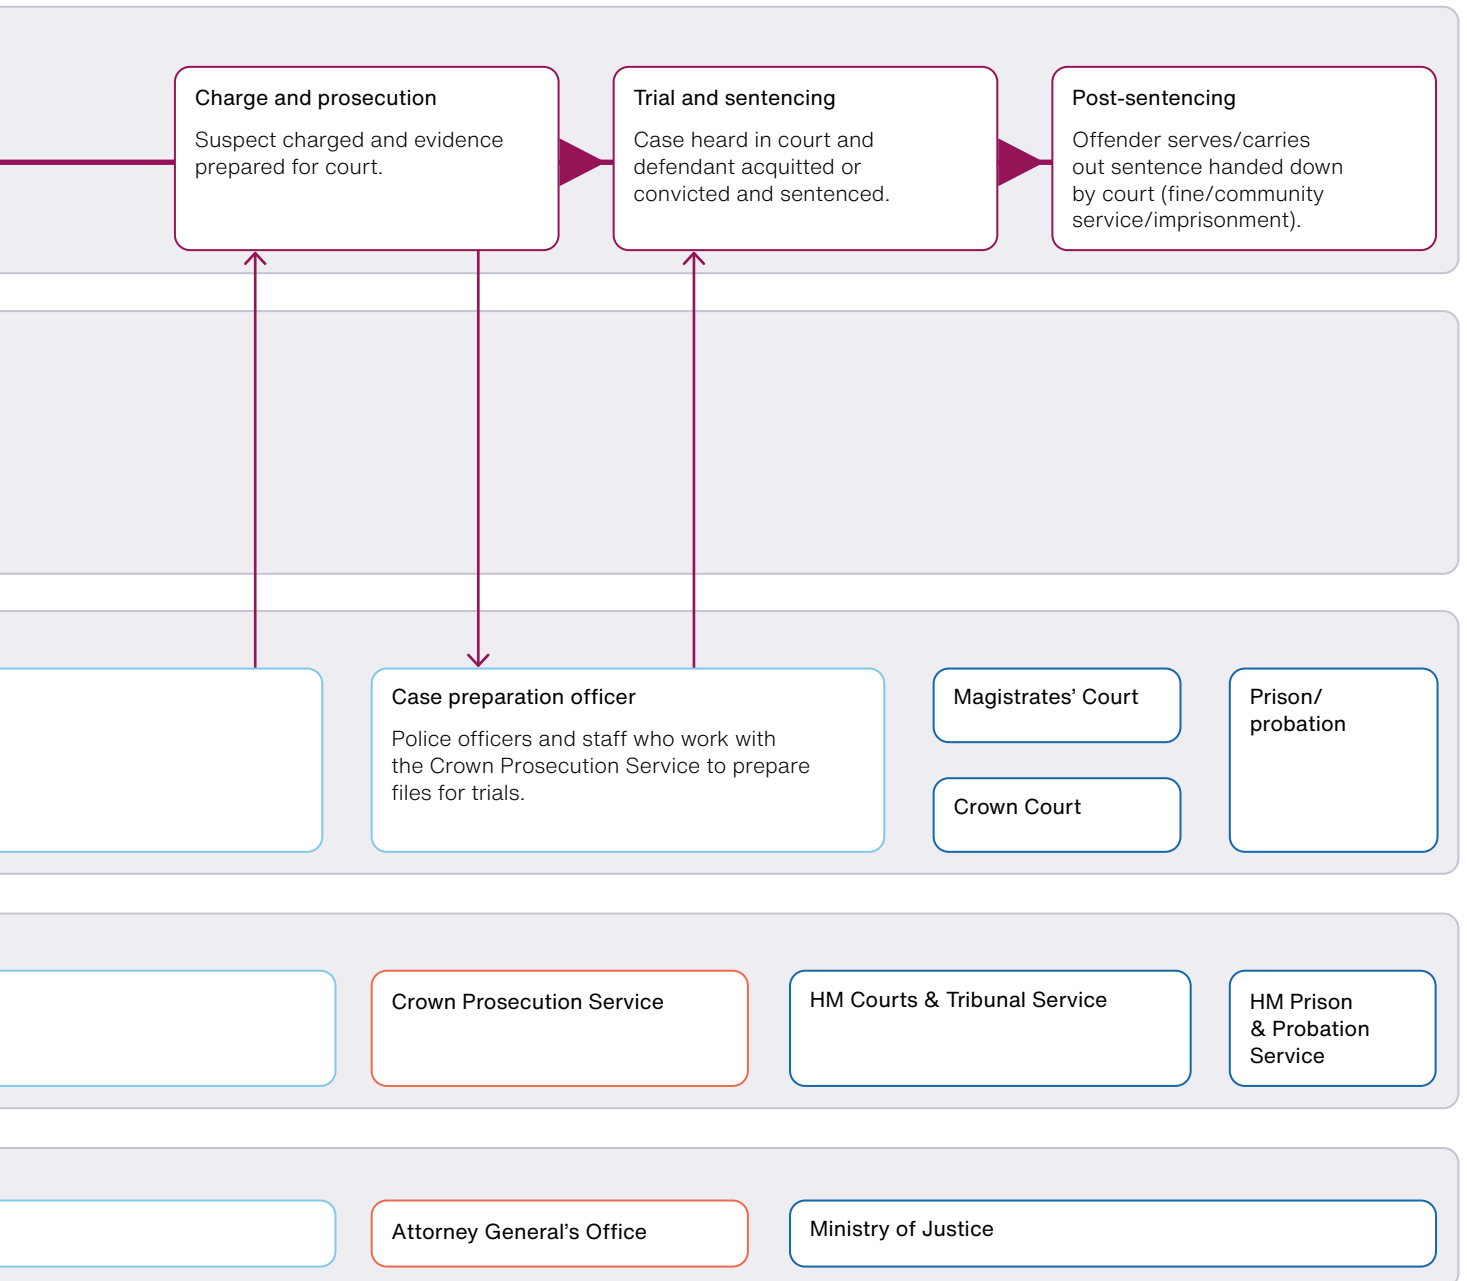 Charge and prosecution
Suspect charged and evidence
prepared for court.
Trial and sentencing
Case heard in court and
defendant acquitted or
convicted and sentenced.
Post-sentencing
Offender serves/carries
out sentence handed down
by court (fine/community
service/imprisonment).
Case preparation officer
Police officers and staff who work with
the Crown Prosecution Service to prepare
files for trials.
Magistrates’ Court
Crown Court
Prison/
probation
Crown Prosecution Service
HM Courts & Tribunal Service
HM Prison
& Probation
Service
Attorney General’s Office
Ministry of Justice